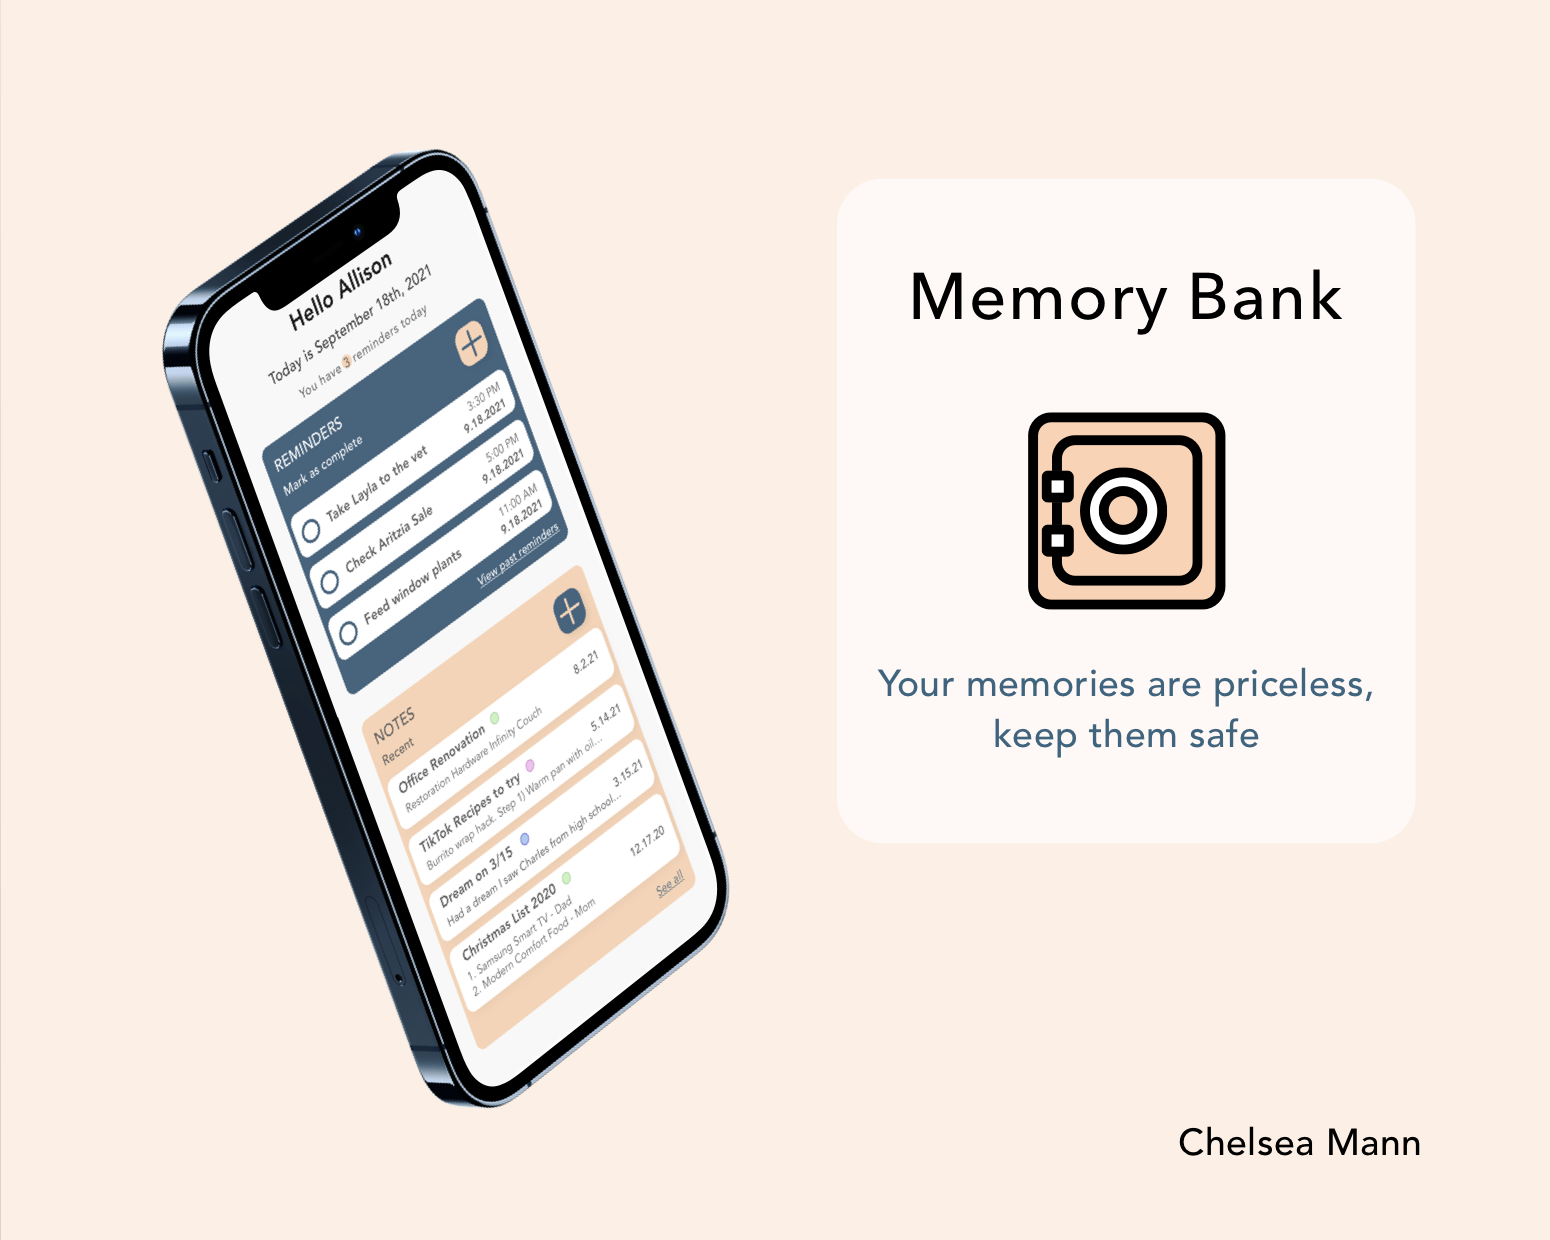 Hello Allison
Today is September 18th, 2021
You have 3 reminders today
REMINDERS
Mark as complete
Take Layla to the vet
3:30 PM
9.18.2021
Check Aritzia Sale
5:00 PM
9.18.2021
Feed window plants
11:00 AM
9.18.2021
View past reminders
NOTES
Recent
Office Renovation
8.2.21
Restoration Hardware Infinity Couch
TikTok Recipes to try
5.14.21
Burrito wrap hack. Step 1) Warm pan with oil...
Dream on 3/15
3.15.21
Had a dream I saw Charles from high school...
Christmas List 2020
12.17.20
1. Samsung Smart TV - Dad
2. Modern Comfort Food - Mom
See all
Memory Bank
Your memories are priceless,
keep them safe
Chelsea Mann